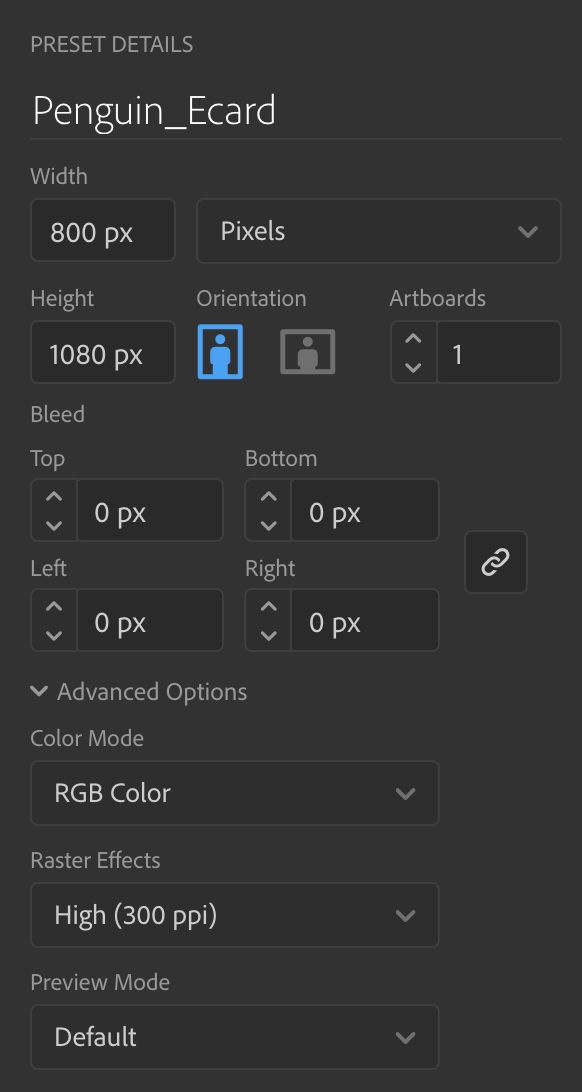 PRESET DETAILS
Penguin_Ecard
Width
800 px Pixels
Height Orientation Artboards
1080 px 1
Bleed
Top Bottom
0 px 0 px
Left Right
0 px 0 px
Advanced Options
Color Mode
RGB Color
Raster Effects
High (300 ppi)
Preview Mode
Default